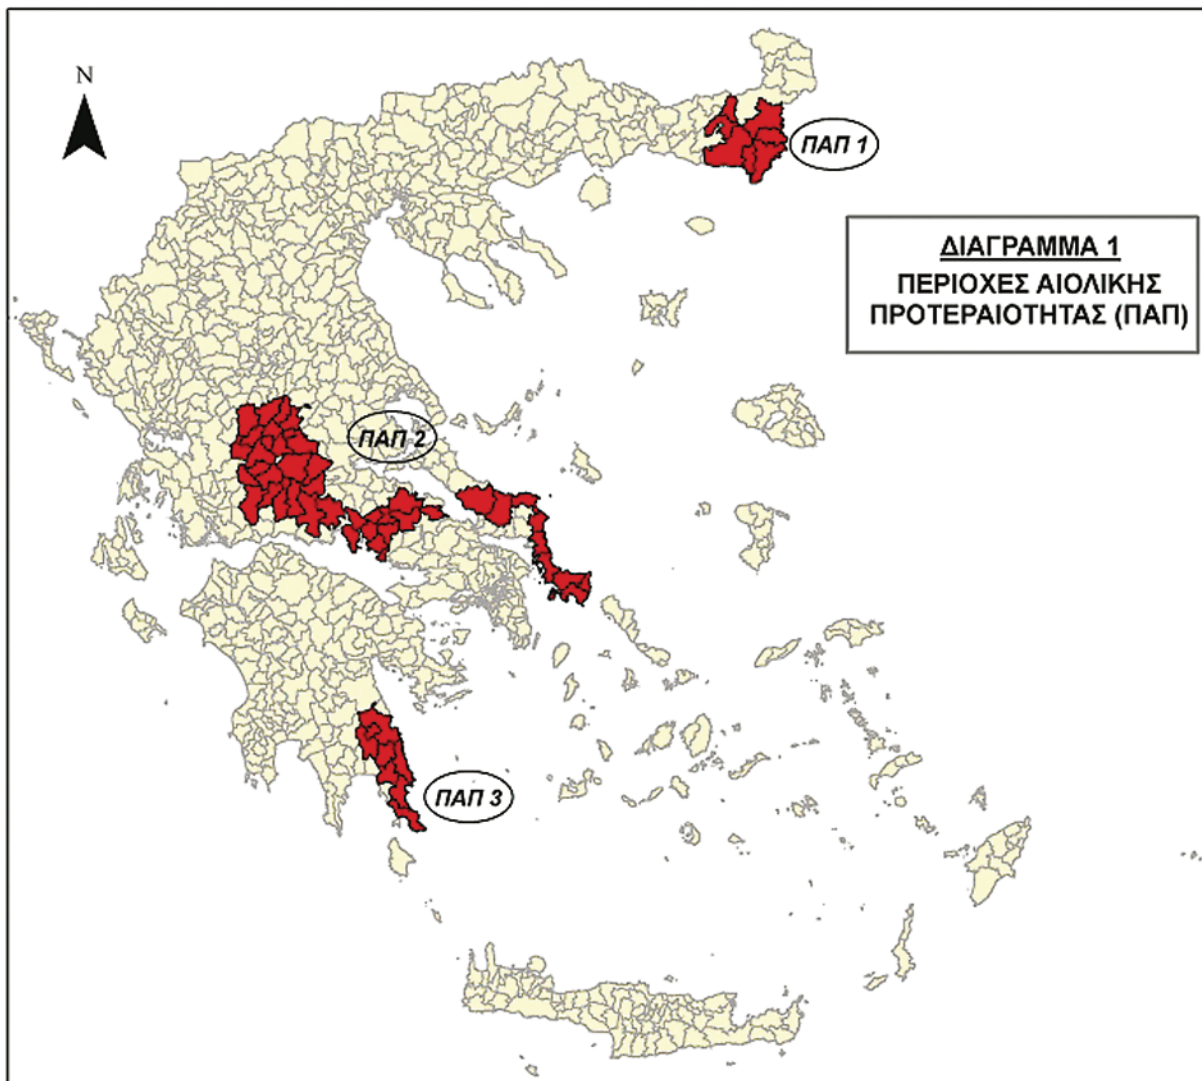 N
ΠΑΠ 1
ΔΙΑΓΡΑΜΜΑ 1
ΠΕΡΙΟΧΕΣ ΑΙΟΛΙΚΗΣ
ΠΡΟΤΕΡΑΙΟΤΗΤΑΣ (ΠΑΠ)
ΠΑΠ 2
ΠΑΠ 3